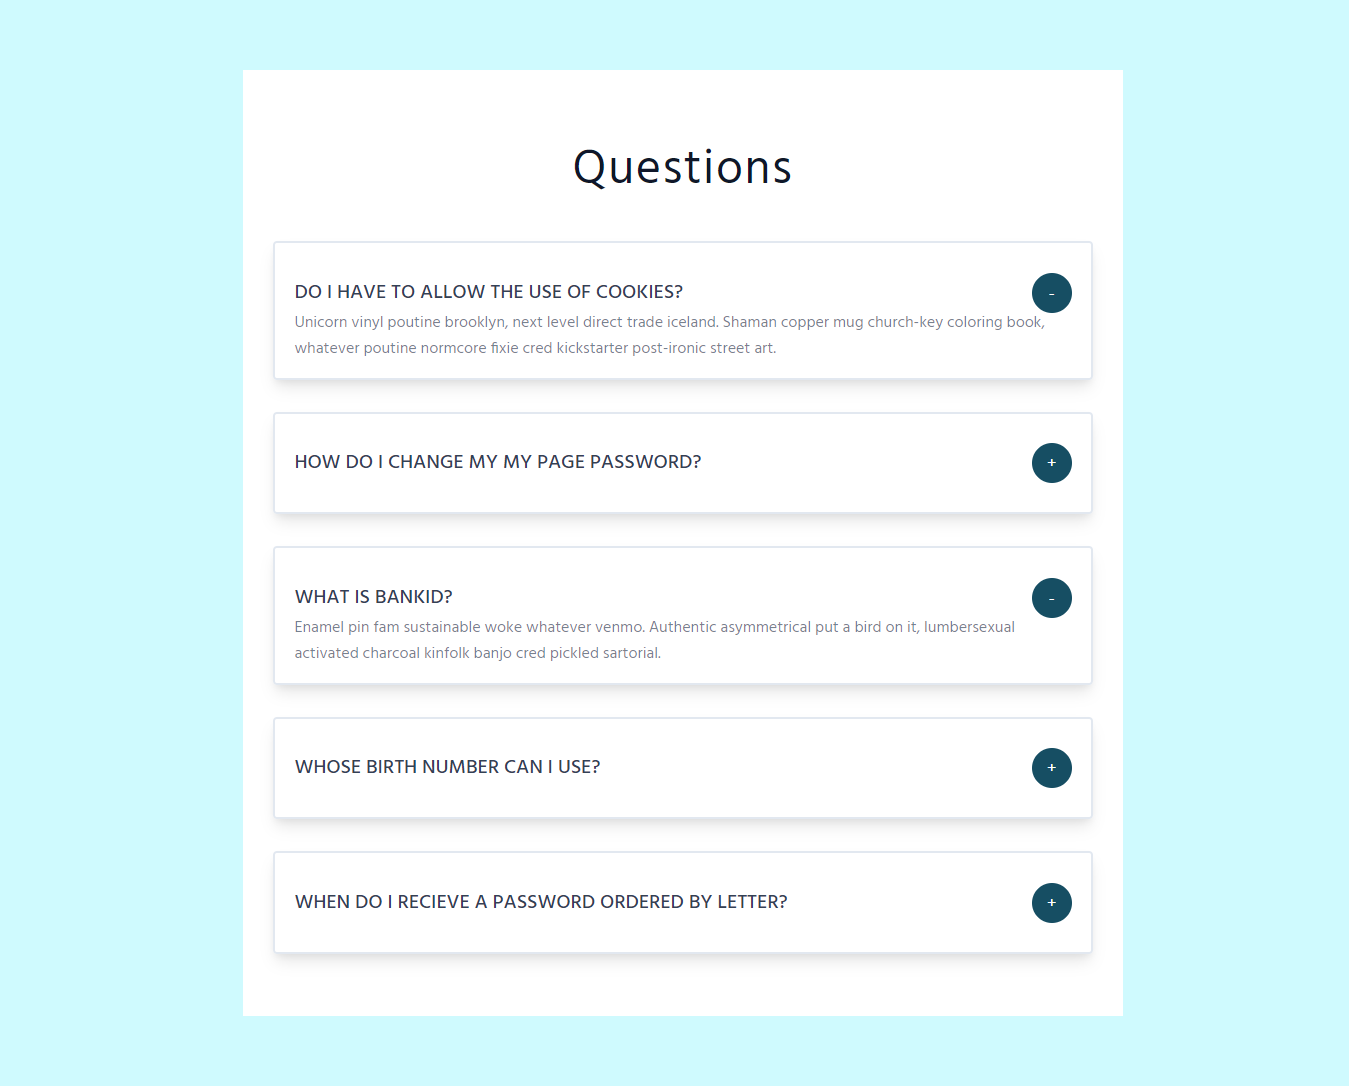 Questions
DO I HAVE TO ALLOW THE USE OF COOKIES?
-
Unicorn vinyl poutine brooklyn, next level direct trade iceland. Shaman copper mug church-key coloring book,
whatever poutine normcore fixie cred kickstarter post-ironic street art.
HOW DO I CHANGE MY MY PAGE PASSWORD?
+
WHAT IS BANKID?
-
Enamel pin fam sustainable woke whatever venmo. Authentic asymmetrical put a bird on it, lumbersexual
activated charcoal kinfolk banjo cred pickled sartorial.
WHOSE BIRTH NUMBER CAN I USE?
+
WHEN DO I RECIEVE A PASSWORD ORDERED BY LETTER?
+